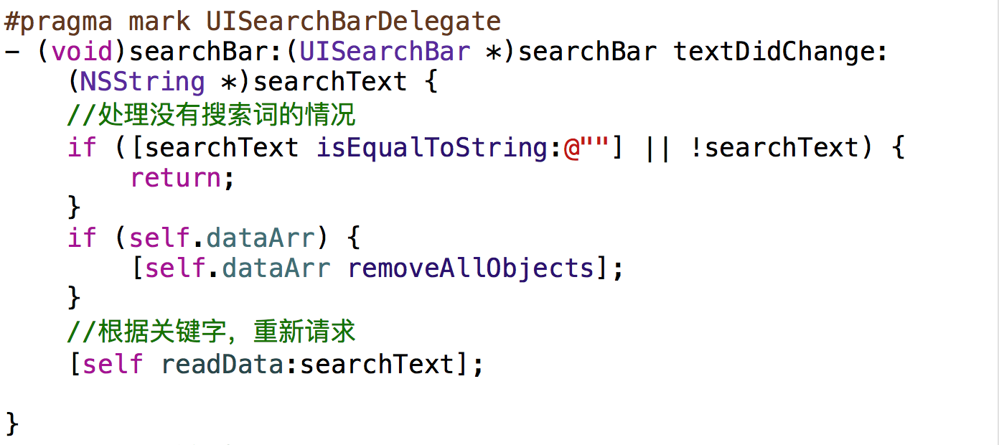 #pragma mark UISearchBarDelegate
- (void)searchBar:(UISearchBar *)searchBar textDidChange:
(NSString *)searchText {
//处理没有搜索词的情况
if ([searchText isEqualToString:@""] || !searchText) {
return;
}
if (self.dataArr) {
[self.dataArr removeAllObjects];
}
//根据关键字，重新请求
[self readData:searchText];
}